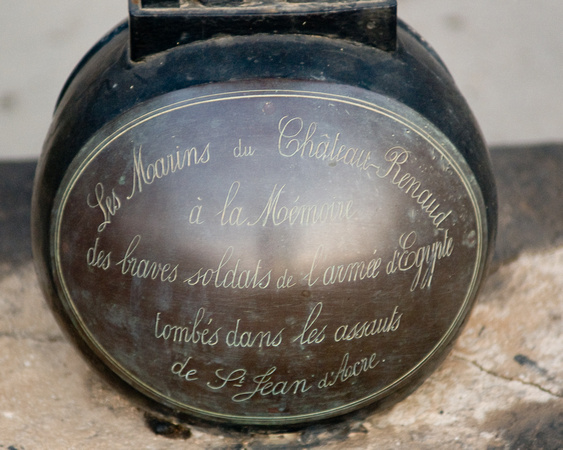 Les Marins du Château-Renaud
à la Mémoire
des braves soldats de l'armée d'Egypte
tombés dans les assauts
de St. Jean d'Acre.